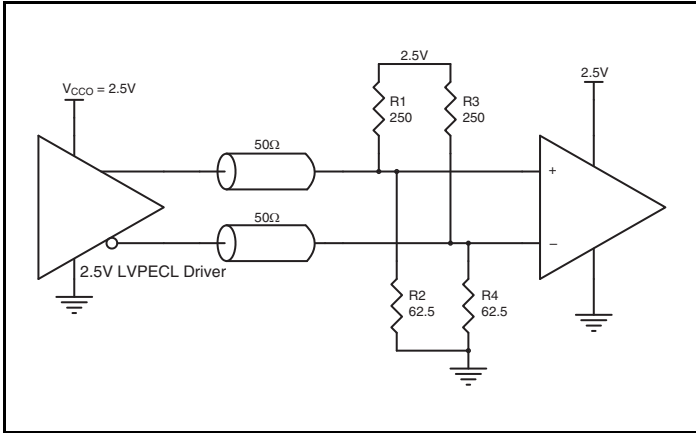 2.5V
V_CCO = 2.5V
2.5V
R1
250
R3
250
50Ω
+
50Ω
−
2.5V LVPECL Driver
R2
62.5
R4
62.5